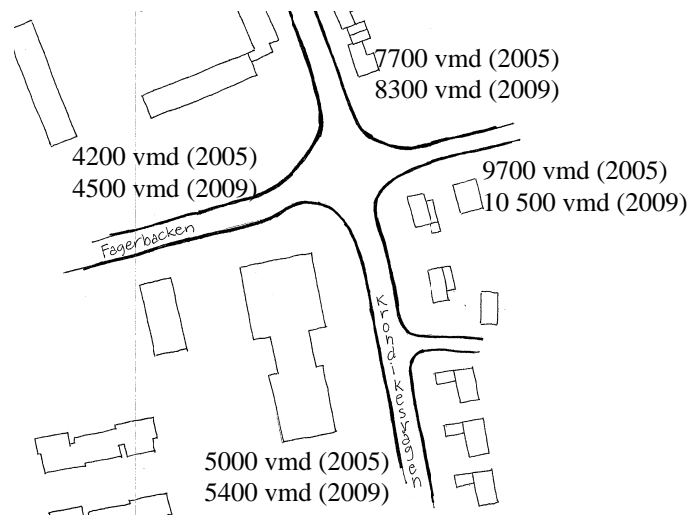 7700 vmd (2005)
8300 vmd (2009)
4200 vmd (2005)
4500 vmd (2009)
9700 vmd (2005)
10 500 vmd (2009)
Fagerbacken
Krondikesvägen
5000 vmd (2005)
5400 vmd (2009)